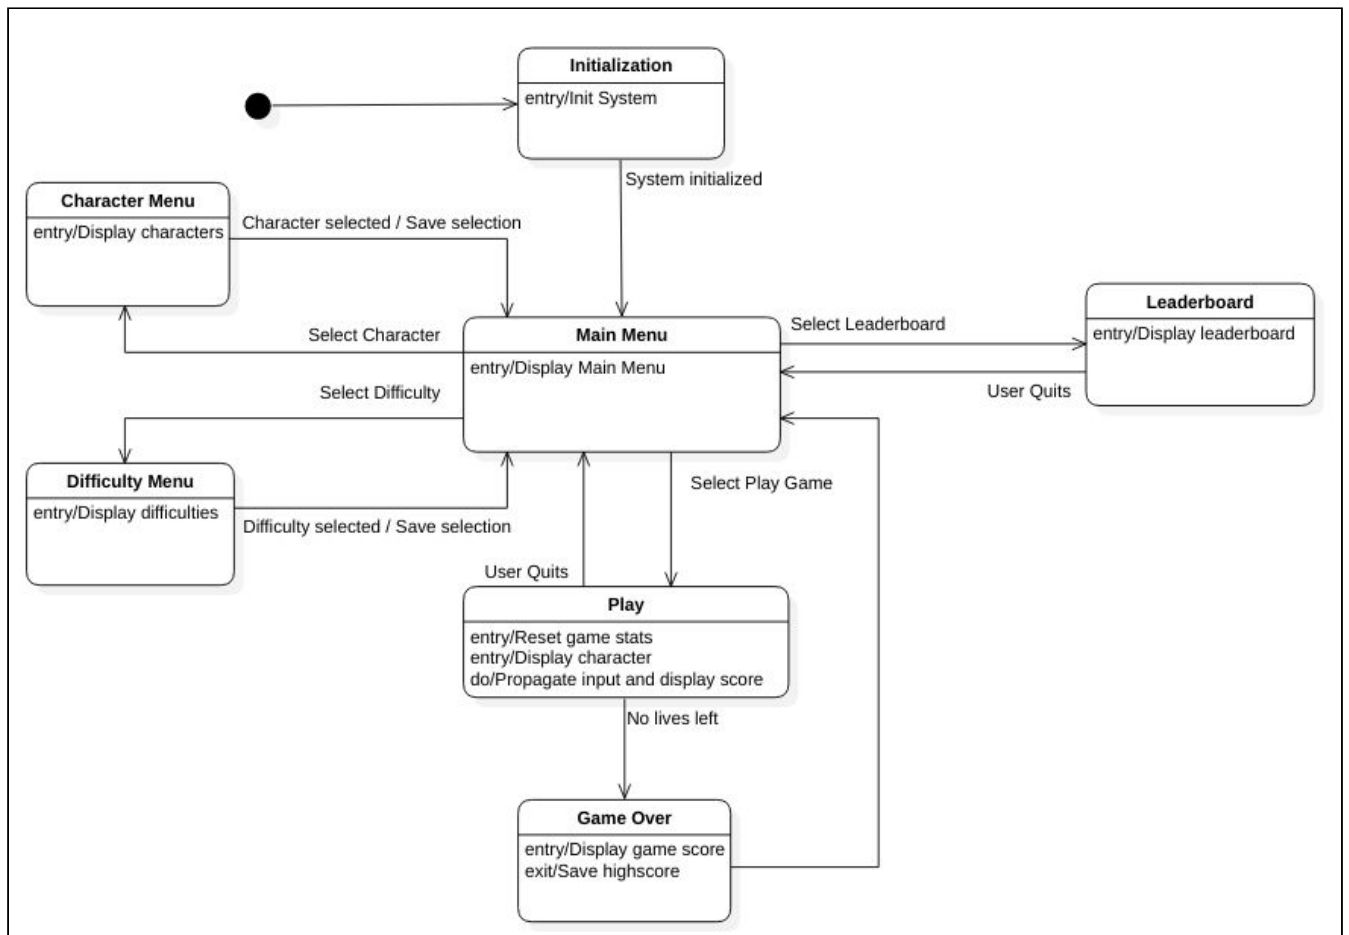 Initialization
entry/Init System
System initialized
Character Menu
entry/Display characters
Character selected / Save selection
Select Character
Main Menu
entry/Display Main Menu
Select Leaderboard
Leaderboard
entry/Display leaderboard
User Quits
Select Difficulty
Difficulty Menu
entry/Display difficulties
Difficulty selected / Save selection
Select Play Game
User Quits
Play
entry/Reset game stats
entry/Display character
do/Propagate input and display score
No lives left
Game Over
entry/Display game score
exit/Save highscore